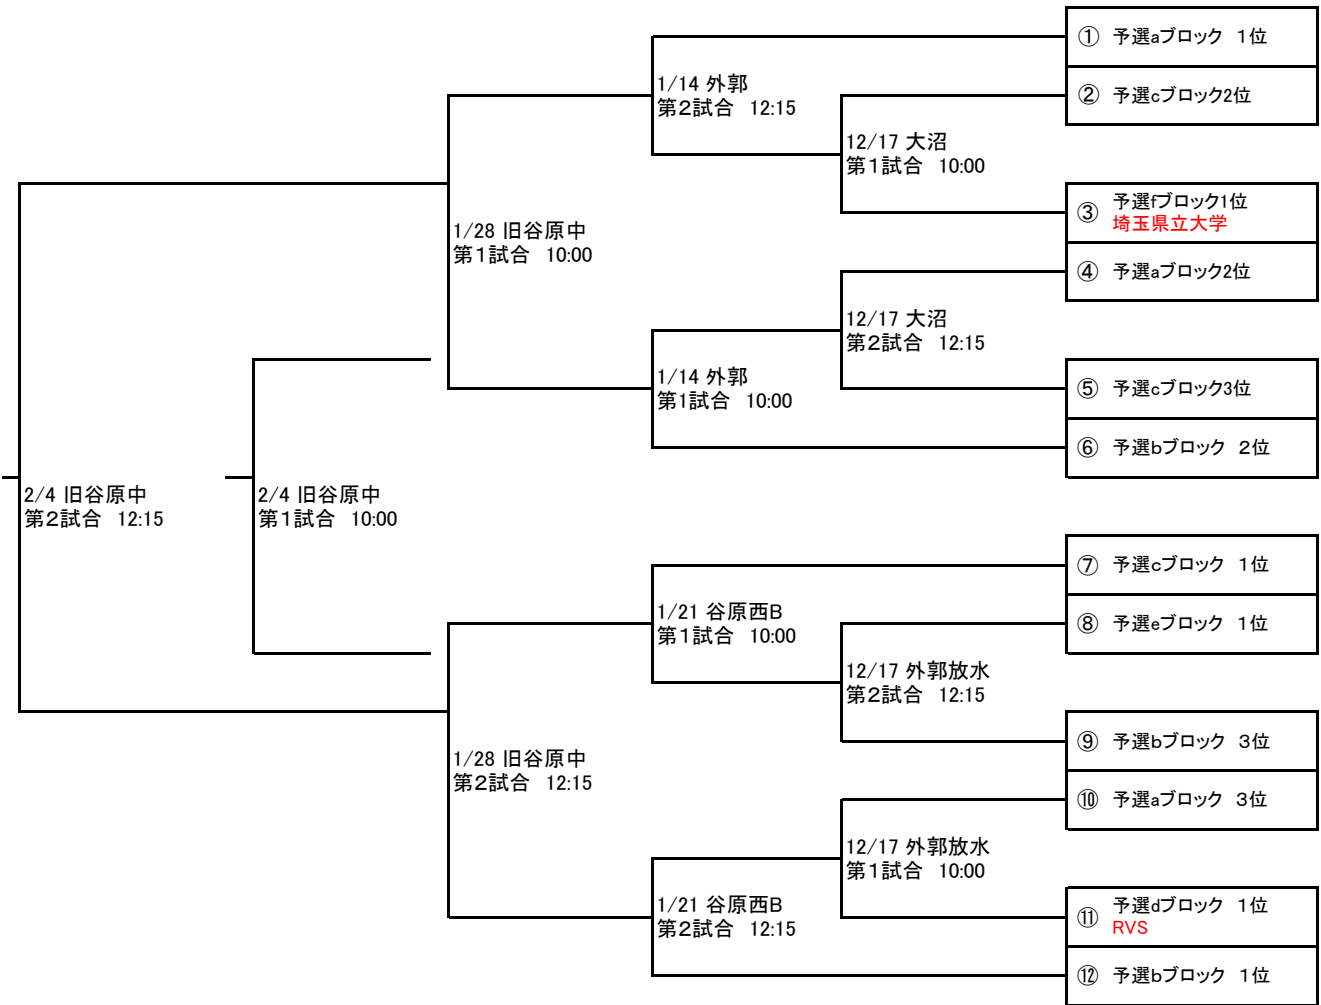 ① 予選aブロック　1位
② 予選cブロック2位
③ 予選fブロック1位
埼玉県立大学
④ 予選aブロック2位
⑤ 予選cブロック3位
⑥ 予選bブロック　2位
⑦ 予選cブロック　1位
⑧ 予選eブロック　1位
⑨ 予選bブロック　3位
⑩ 予選aブロック　3位
⑪ 予選dブロック　1位
RVS
⑫ 予選bブロック　1位
12/17 大沼
第1試合　10:00
12/17 大沼
第2試合　12:15
12/17 外郭放水
第2試合　12:15
12/17 外郭放水
第1試合　10:00
1/14 外郭
第2試合　12:15
1/14 外郭
第1試合　10:00
1/21 谷原西B
第1試合　10:00
1/21 谷原西B
第2試合　12:15
1/28 旧谷原中
第1試合　10:00
1/28 旧谷原中
第2試合　12:15
2/4 旧谷原中
第1試合　10:00
2/4 旧谷原中
第2試合　12:15